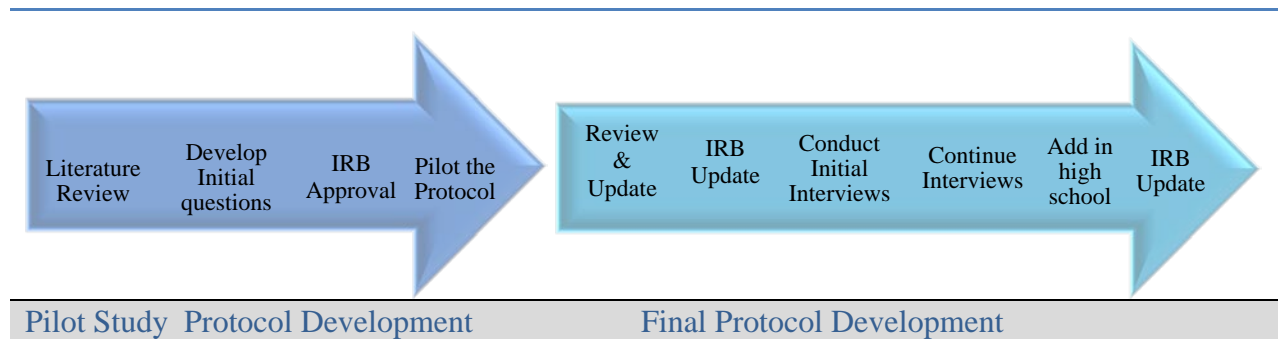 Literature
Review
Develop
Initial
questions
IRB
Approval
Pilot the
Protocol
Review
&
Update
IRB
Update
Conduct
Initial
Interviews
Continue
Interviews
Add in
high
school
IRB
Update
Pilot Study  Protocol Development
Final Protocol Development